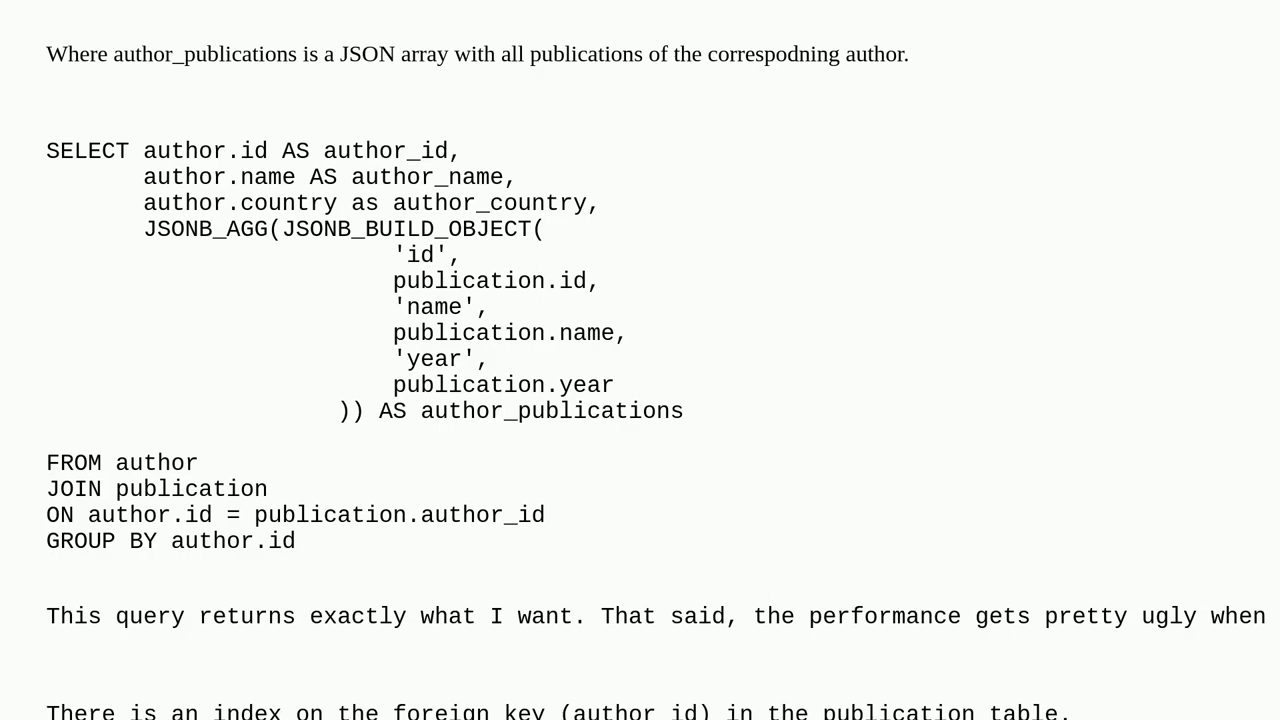 Where author_publications is a JSON array with all publications of the correspodning author.
SELECT author.id AS author_id,
       author.name AS author_name,
       author.country as author_country,
       JSONB_AGG(JSONB_BUILD_OBJECT(
                         'id',
                         publication.id,
                         'name',
                         publication.name,
                         'year',
                         publication.year
                     )) AS author_publications
FROM author
JOIN publication
ON author.id = publication.author_id
GROUP BY author.id
This query returns exactly what I want. That said, the performance gets pretty ugly when
There is an index on the foreign key (author_id) in the publication table.